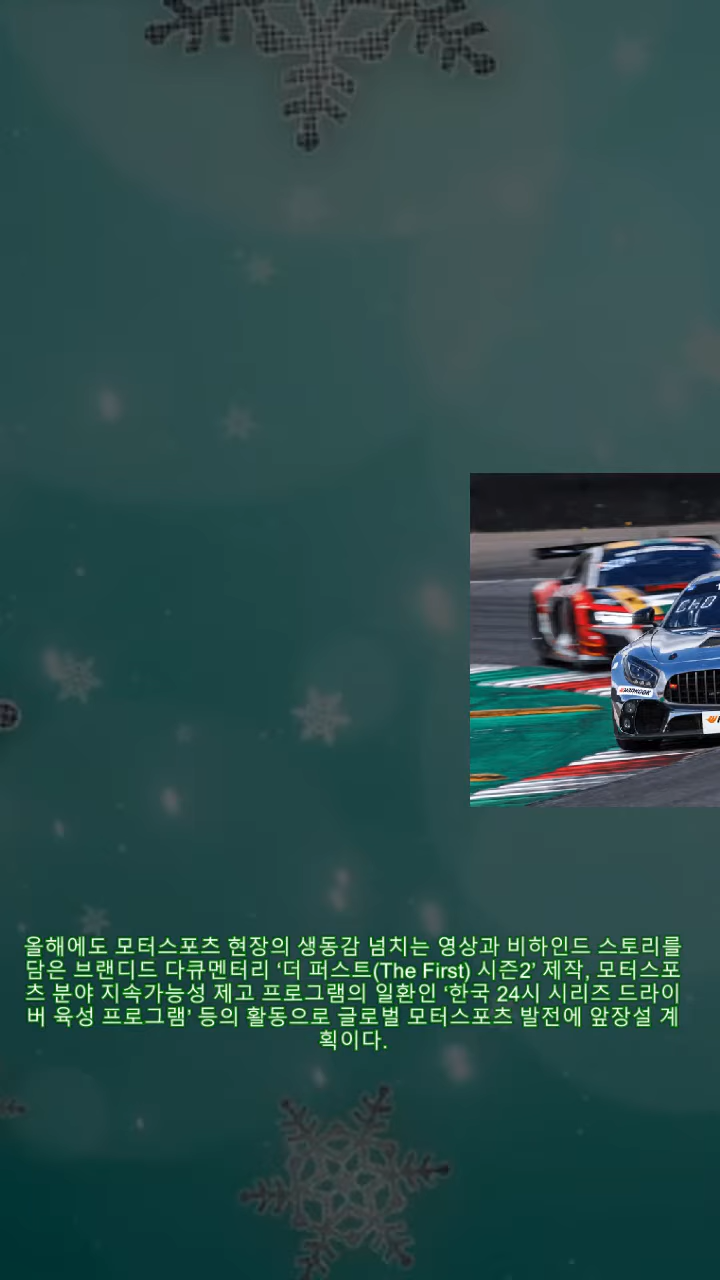 HANKOOK
올해에도 모터스포츠 현장의 생동감 넘치는 영상과 비하인드 스토리를
담은 브랜디드 다큐멘터리 ‘더 퍼스트(The First) 시즌2’ 제작, 모터스포
츠 분야 지속가능성 제고 프로그램의 일환인 ‘한국 24시 시리즈 드라이
버 육성 프로그램’ 등의 활동으로 글로벌 모터스포츠 발전에 앞장설 계
획이다.